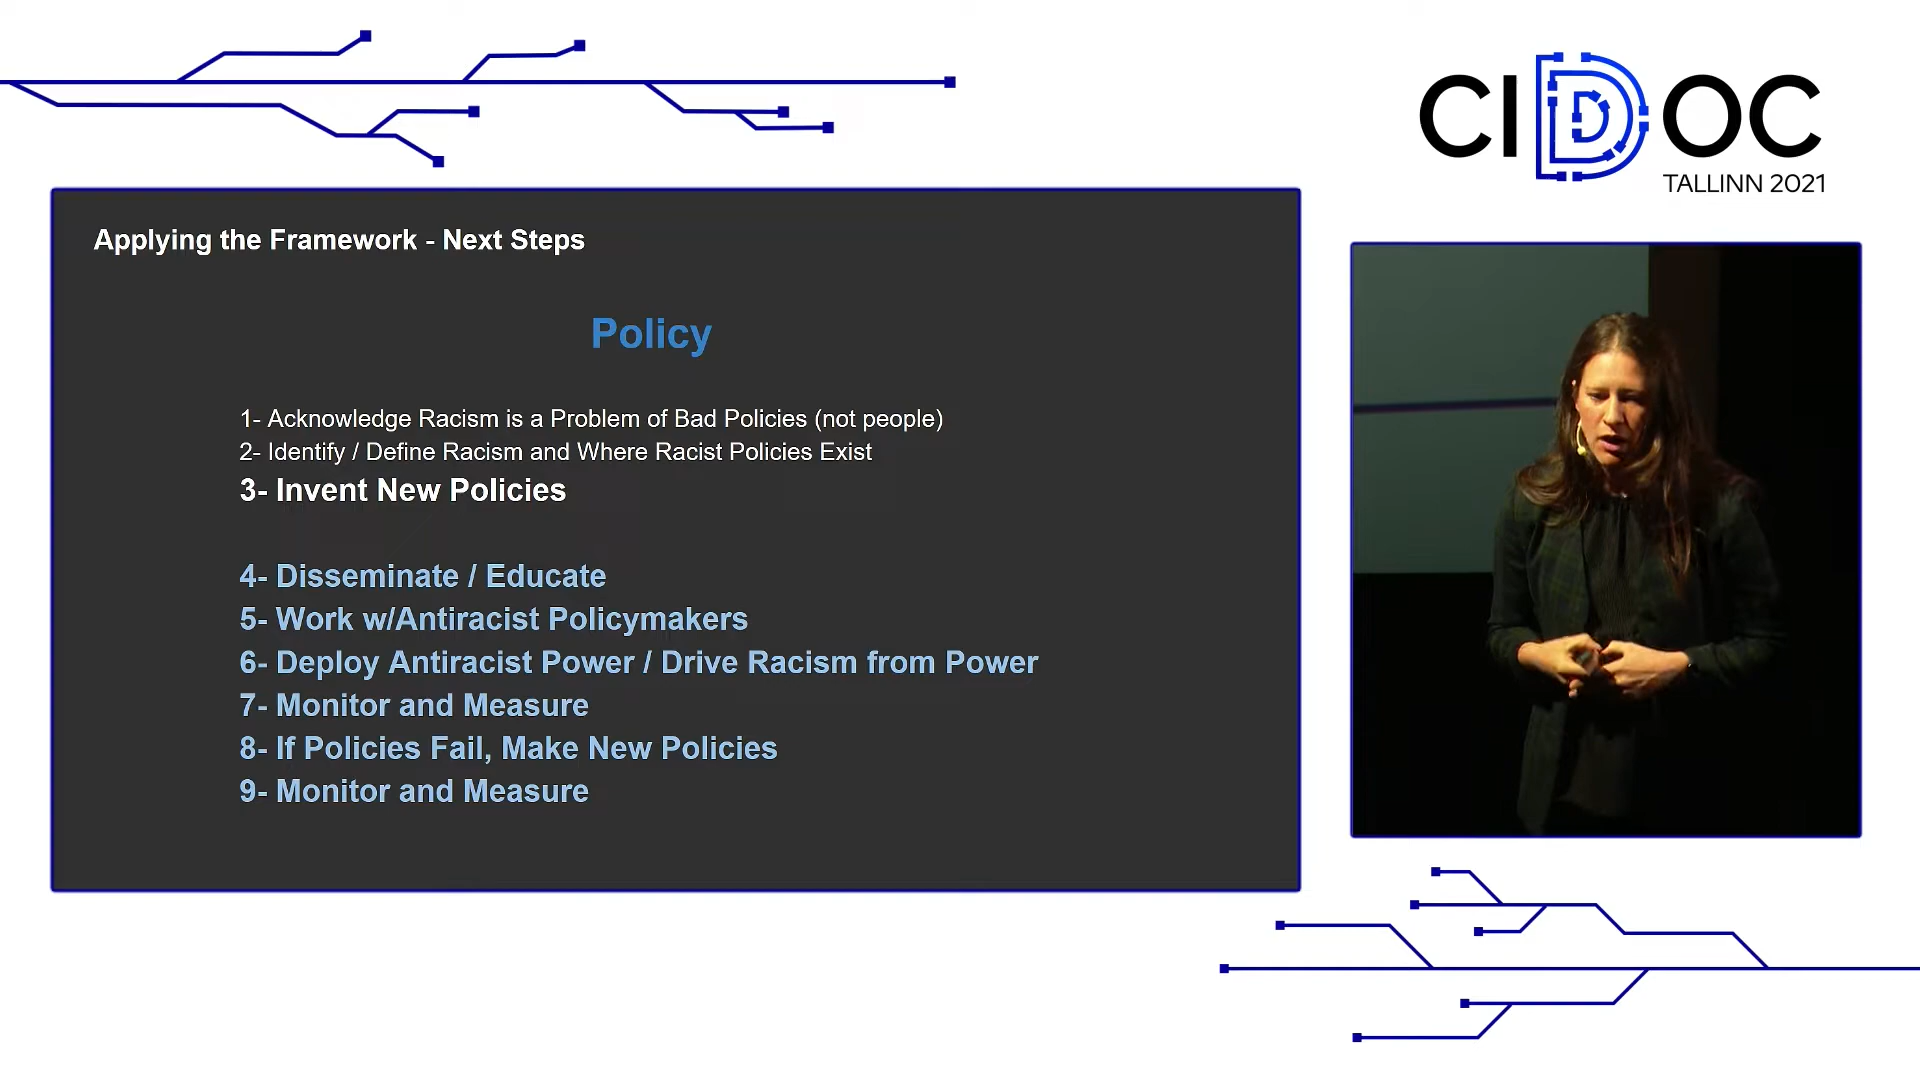 CIDOC
TALLINN 2021
Applying the Framework - Next Steps
Policy
1- Acknowledge Racism is a Problem of Bad Policies (not people)
2- Identify / Define Racism and Where Racist Policies Exist
3- Invent New Policies
4- Disseminate / Educate
5- Work w/Antiracist Policymakers
6- Deploy Antiracist Power / Drive Racism from Power
7- Monitor and Measure
8- If Policies Fail, Make New Policies
9- Monitor and Measure